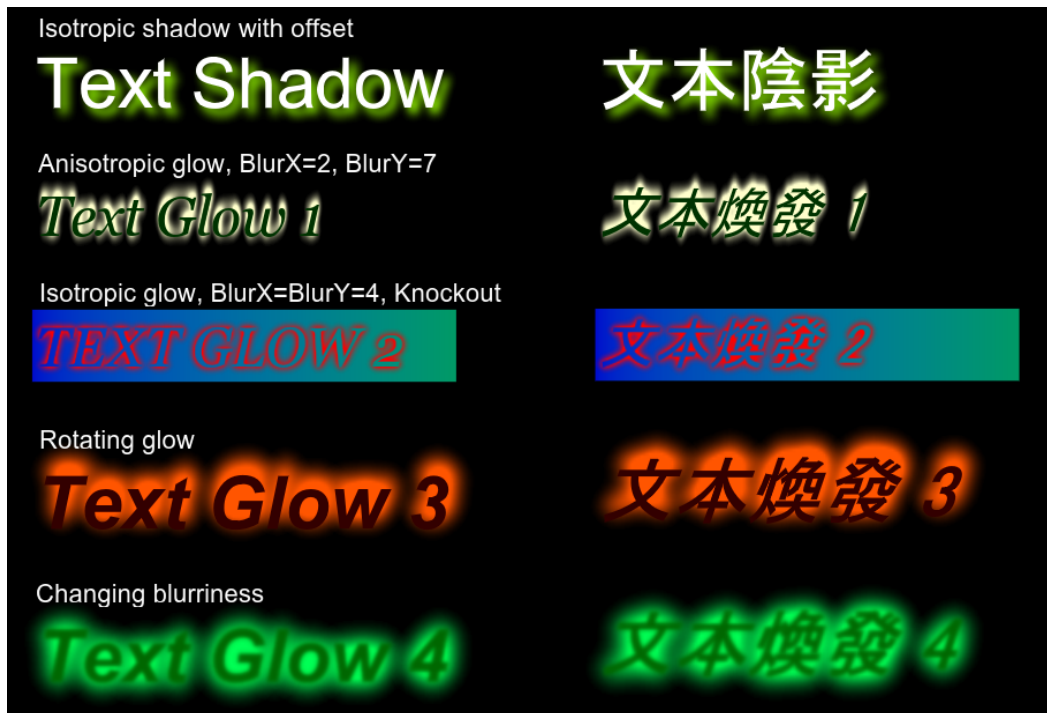 Isotropic shadow with offset
Text Shadow 文本陰影
Anisotropic glow, BlurX=2, BlurY=7
Text Glow 1 文本煥發 1
Isotropic glow, BlurX=BlurY=4, Knockout
TEXT GLOW 2 文本煥發 2
Rotating glow
Text Glow 3 文本煥發 3
Changing blurriness
Text Glow 4 文本煥發 4